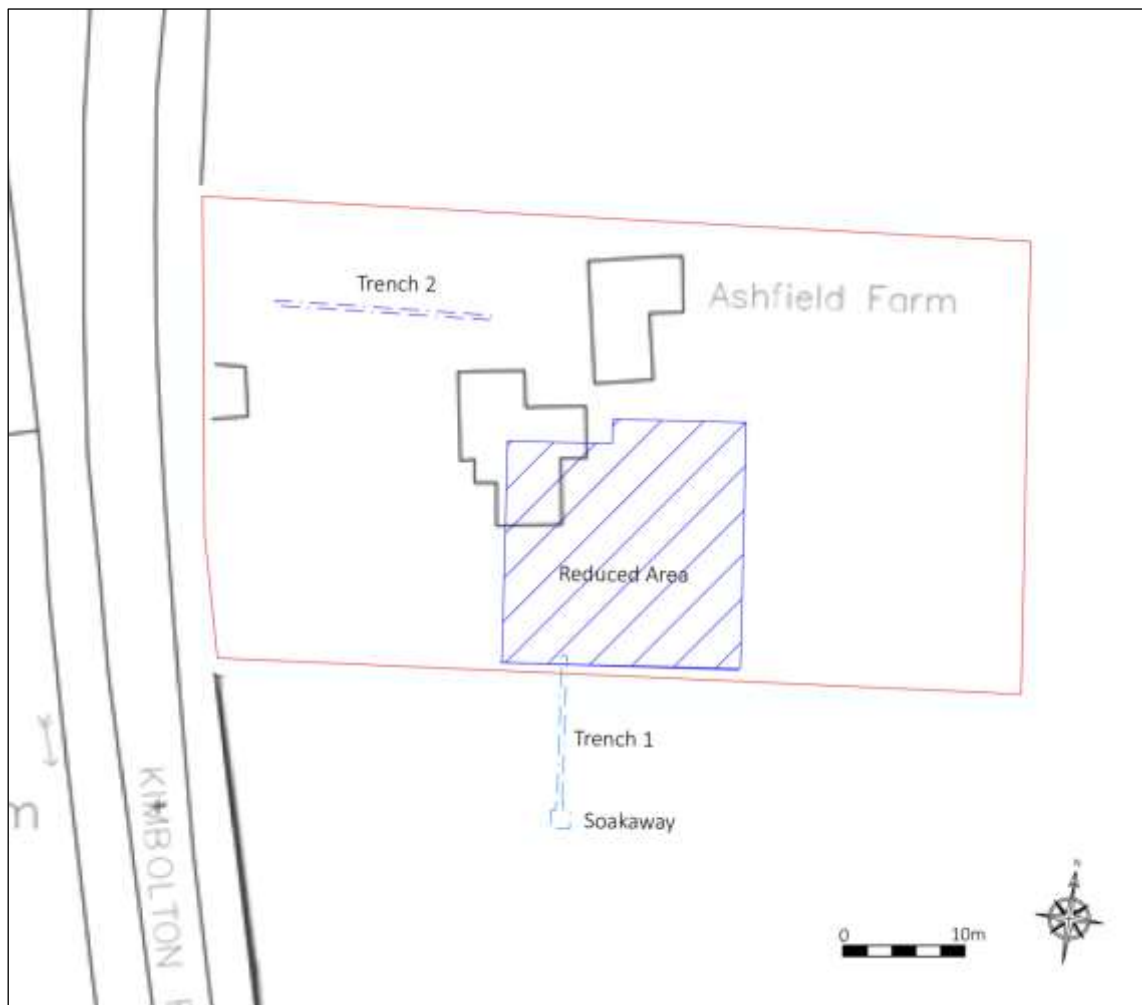 Trench 2
Ashfield Farm
Reduced Area
Trench 1
Soakaway
KIMBOLTON
m
N
0 10m